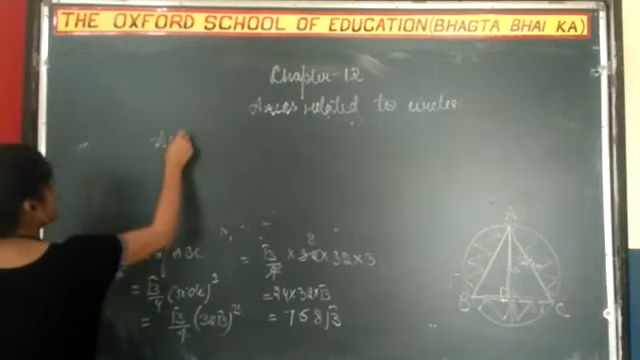 THE OXFORD SCHOOL OF EDUCATION(BHAGTA BHAI KA)
Chapter-12
Areas related to circles
ABC
= √3/4 (side)²
= √3/4 (32√3)²
= √3/4 × 32 × 32 × 3
8
= 24×32√3
= 768√3
A
B
C